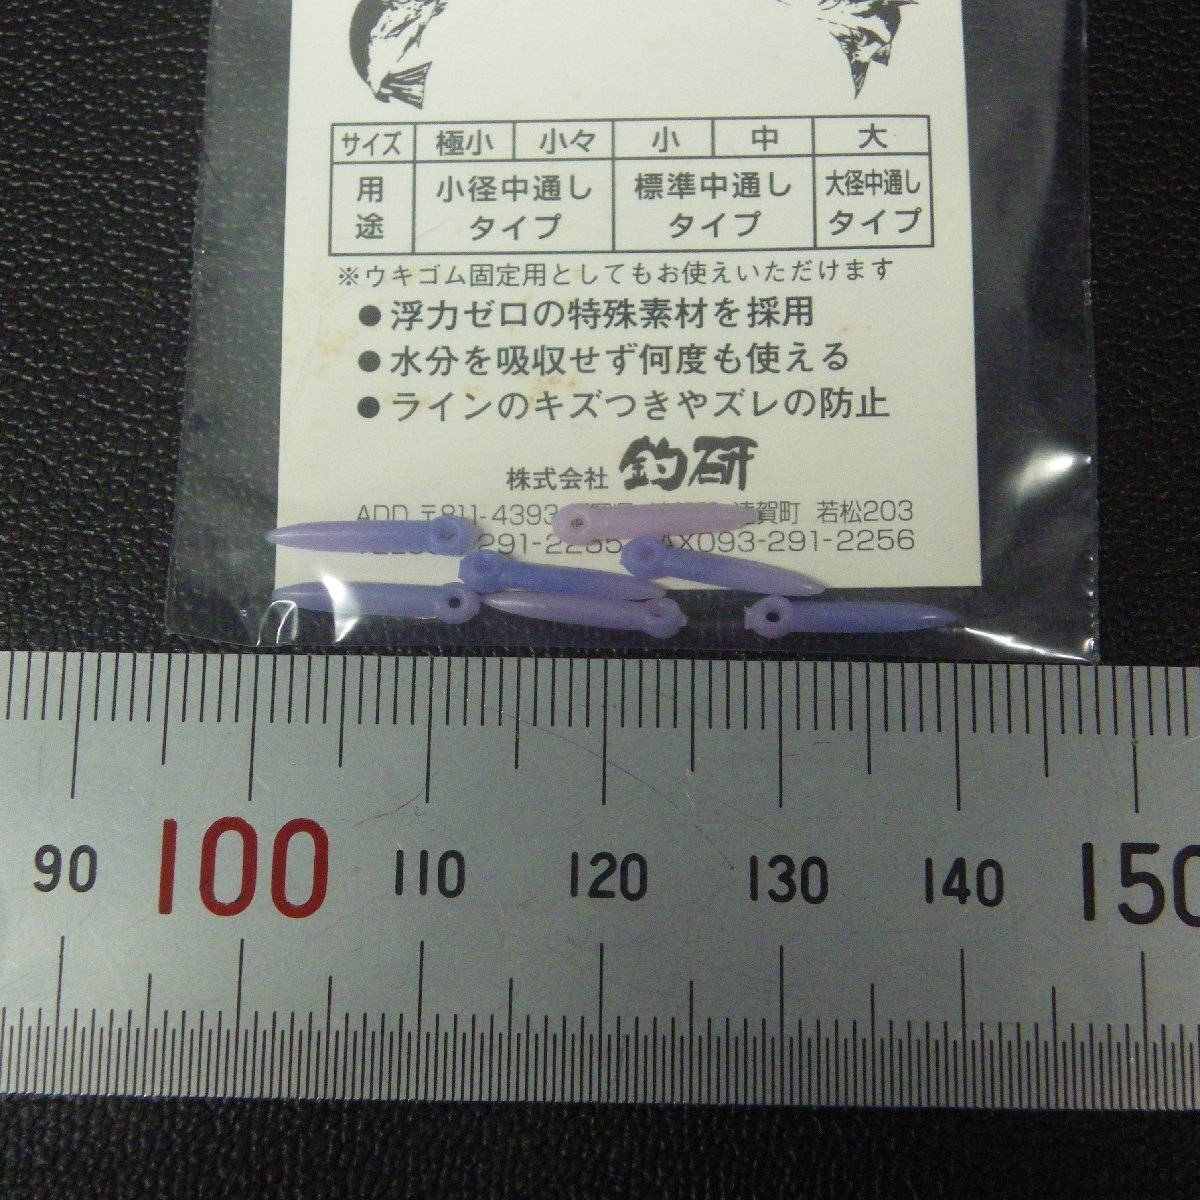 サイズ 極小 小々 小 中 大
用途 小径中通しタイプ 標準中通しタイプ 大径中通しタイプ
※ウキゴム固定用としてもお使えいただけます
●浮力ゼロの特殊素材を採用
●水分を吸収せず何度も使える
●ラインのキズつきやズレの防止
株式会社 釣研
ADD 〒811-4393 遠賀町 若松203
291-2255 FAX093-291-2256
90 100 110 120 130 140 150